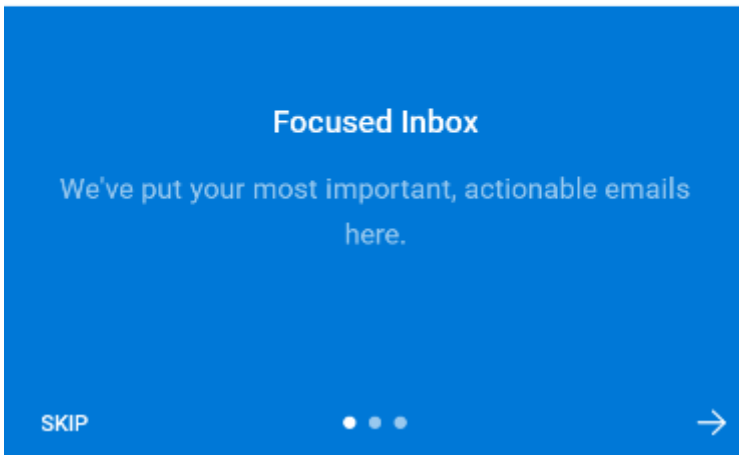 Focused Inbox
We've put your most important, actionable emails
here.
SKIP